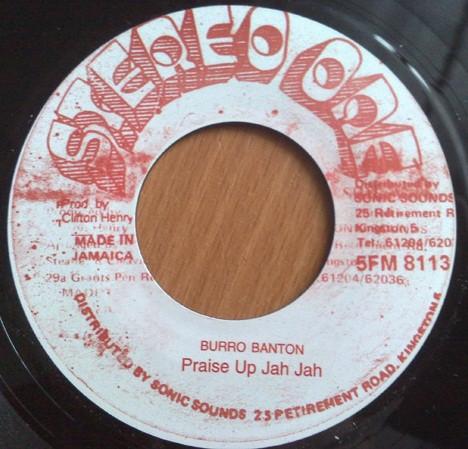 STEREO ONE
Prod. by
Clifton Henry
MADE IN
JAMAICA
29a Grants Pen
Distributed by
SONIC SOUNDS
25 Retirement R
Kingston 5
Tel: 61204/620
5FM 8113
61204/62036
BURRO BANTON
Praise Up Jah Jah
DISTRIBUTED BY SONIC SOUNDS 25 PETIREMENT ROAD, KINGSTON 5